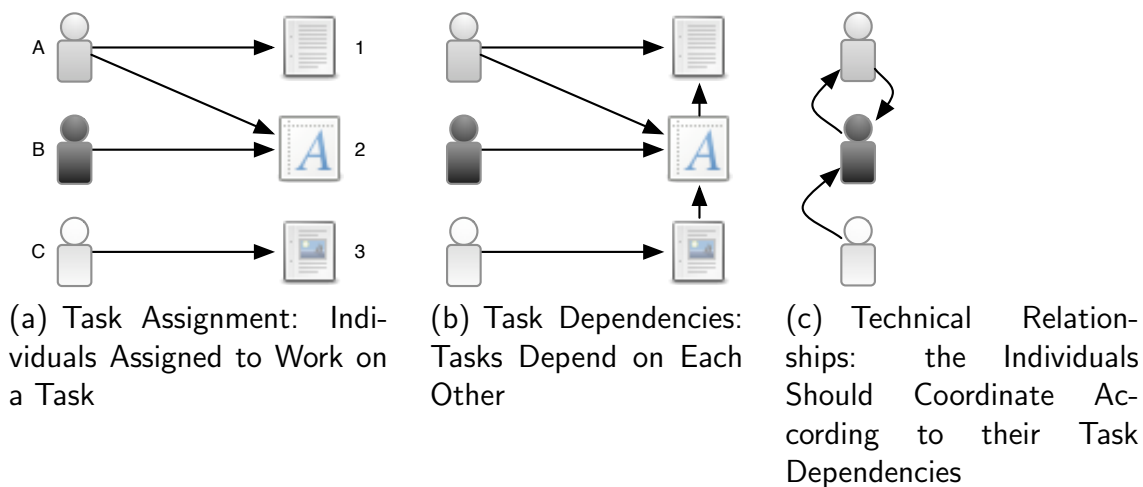 A
1
B
A
2
A
C
3
(a) Task Assignment: Indi-
viduals Assigned to Work on
a Task
(b) Task Dependencies:
Tasks Depend on Each
Other
(c) Technical Relation-
ships: the Individuals
Should Coordinate Ac-
cording to their Task
Dependencies